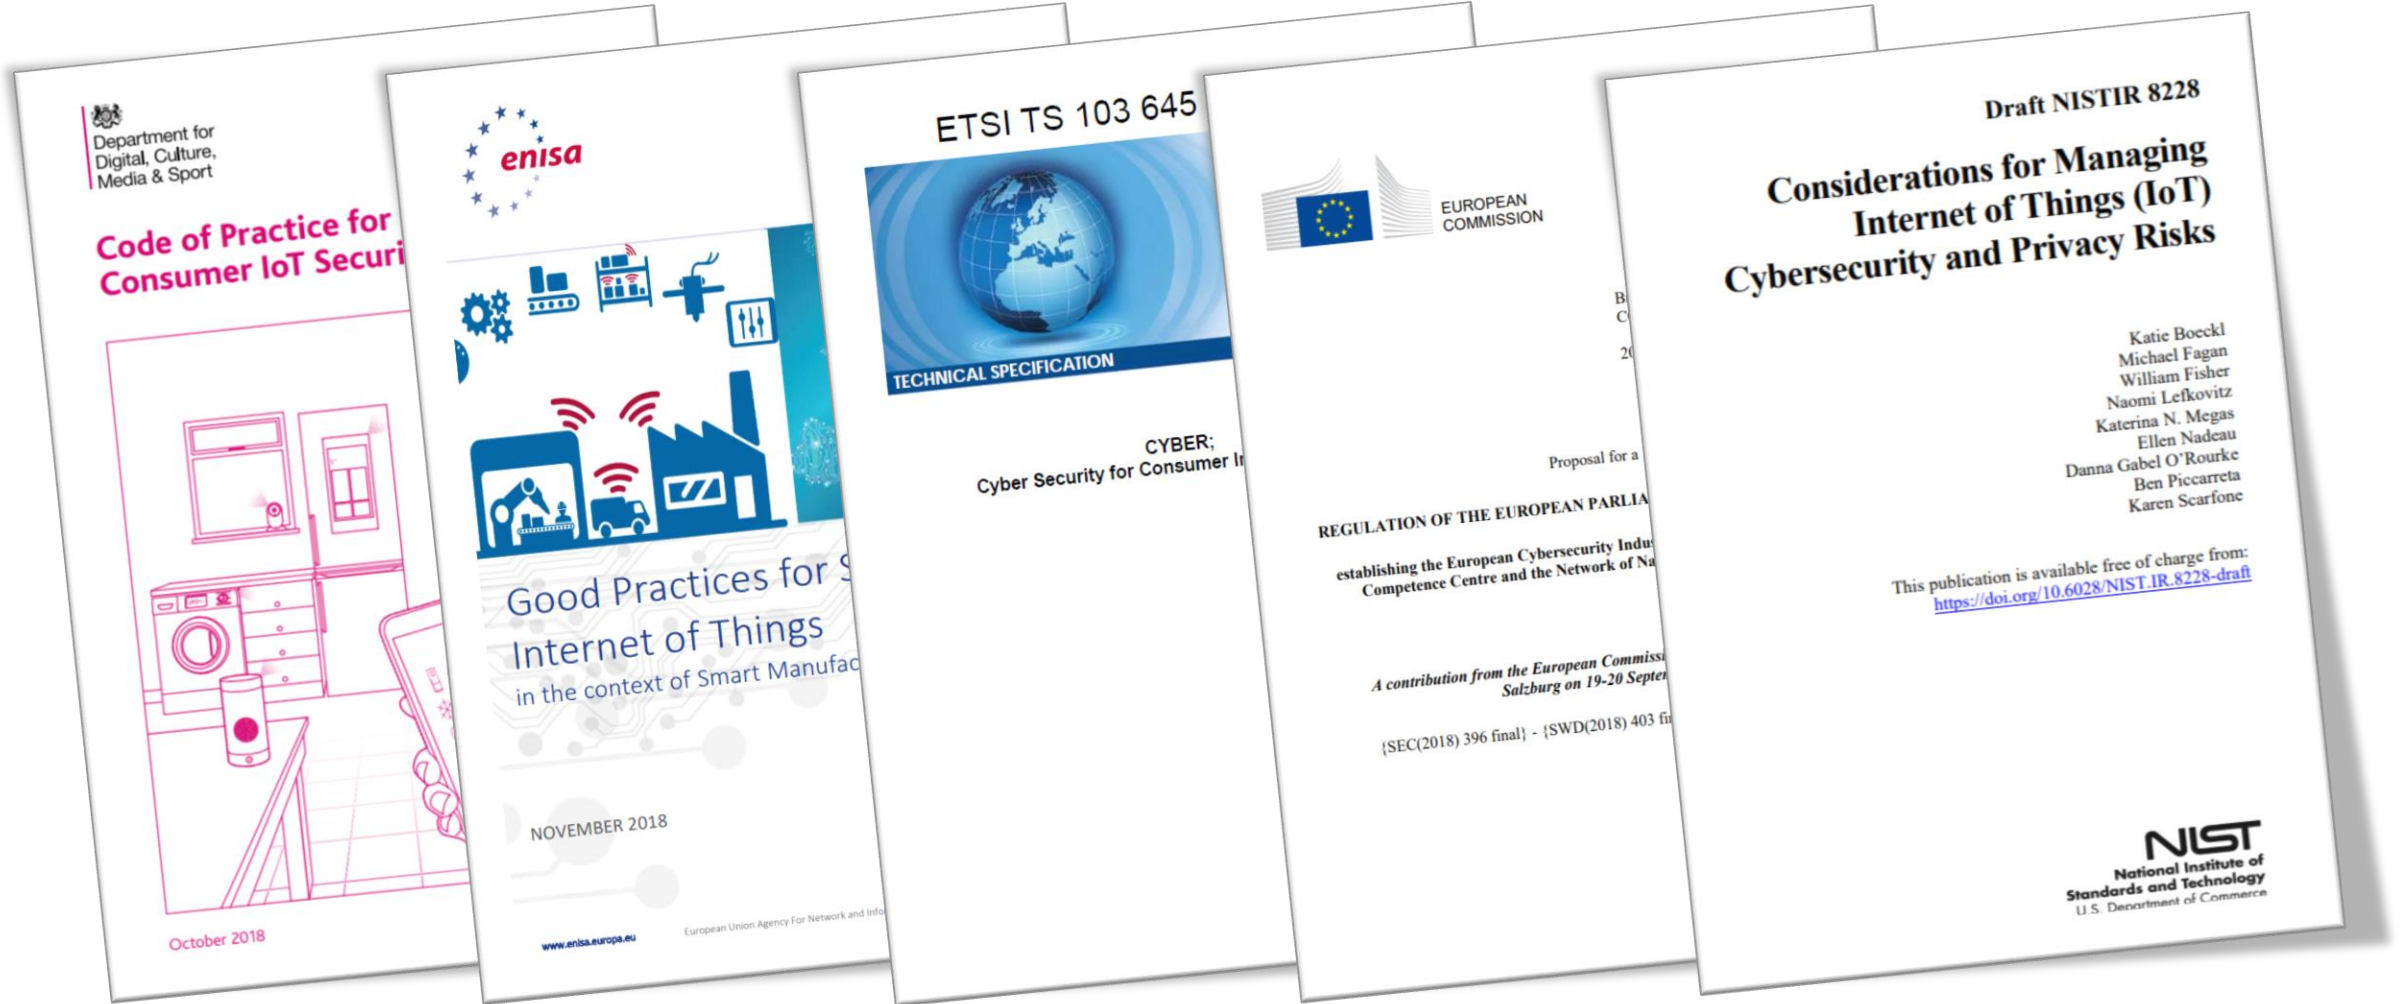 Department for
Digital, Culture,
Media & Sport
Code of Practice for
Consumer IoT Securi
October 2018
enisa
Good Practices for S
Internet of Things
in the context of Smart Manufac
NOVEMBER 2018
www.enisa.europa.eu
European Union Agency For Network and Info
ETSI TS 103 645
TECHNICAL SPECIFICATION
CYBER;
Cyber Security for Consumer In
EUROPEAN
COMMISSION
B
C
20
Proposal for a
REGULATION OF THE EUROPEAN PARLIA
establishing the European Cybersecurity Indu
Competence Centre and the Network of Na
A contribution from the European Commissi
Salzburg on 19-20 Septe
{SEC(2018) 396 final} - {SWD(2018) 403 fi
Draft NISTIR 8228
Considerations for Managing
Internet of Things (IoT)
Cybersecurity and Privacy Risks
Katie Boeckl
Michael Fagan
William Fisher
Naomi Lefkovitz
Katerina N. Megas
Ellen Nadeau
Danna Gabel O’Rourke
Ben Piccarreta
Karen Scarfone
This publication is available free of charge from:
https://doi.org/10.6028/NIST.IR.8228-draft
NIST
National Institute of
Standards and Technology
U.S. Department of Commerce